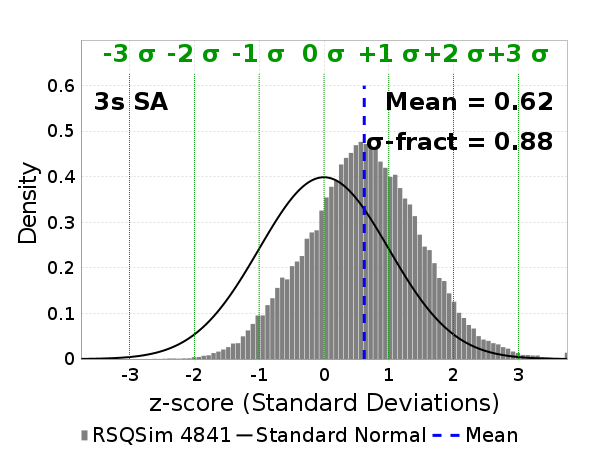 -3 σ -2 σ -1 σ 0 σ +1 σ +2 σ +3 σ
0.6
3s SA
Mean = 0.62
0.5
σ-fract = 0.88
0.4
0.3
0.2
0.1
0
Density
-3 -2 -1 0 1 2 3
z-score (Standard Deviations)
RSQSim 4841 Standard Normal Mean